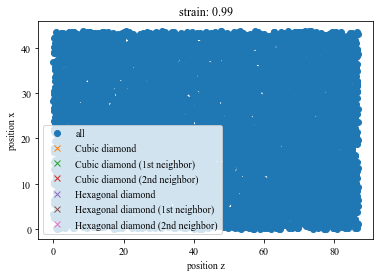 strain: 0.99
position x
40
30
20
10
0
all
Cubic diamond
Cubic diamond (1st neighbor)
Cubic diamond (2nd neighbor)
Hexagonal diamond
Hexagonal diamond (1st neighbor)
Hexagonal diamond (2nd neighbor)
0 20 40 60 80
position z